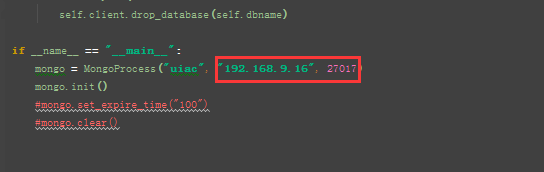 self.client.drop_database(self.dbname)
if __name__ == "__main__":
mongo = MongoProcess("uiac", "192.168.9.16", 27017)
mongo.init()
#mongo.set_expire_time("100")
#mongo.clear()